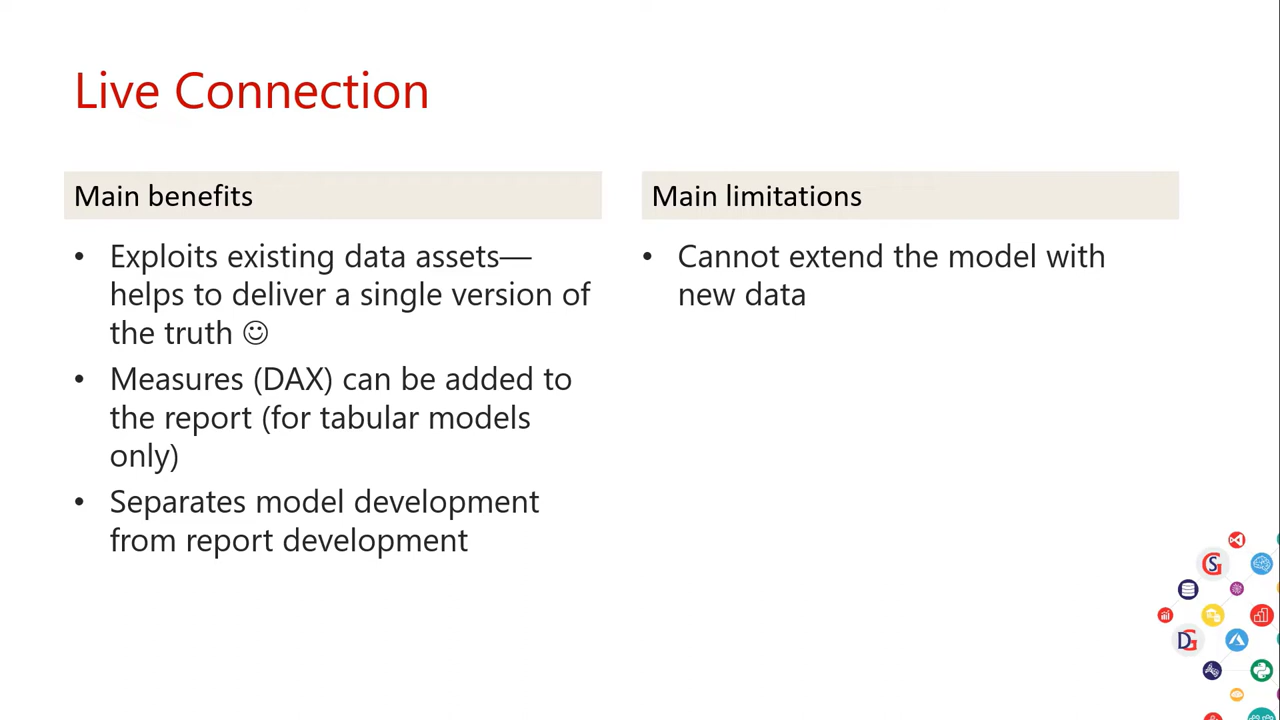 Live Connection
Main benefits
• Exploits existing data assets—
helps to deliver a single version of
the truth ☺
• Measures (DAX) can be added to
the report (for tabular models
only)
• Separates model development
from report development
Main limitations
• Cannot extend the model with
new data
SG
DG